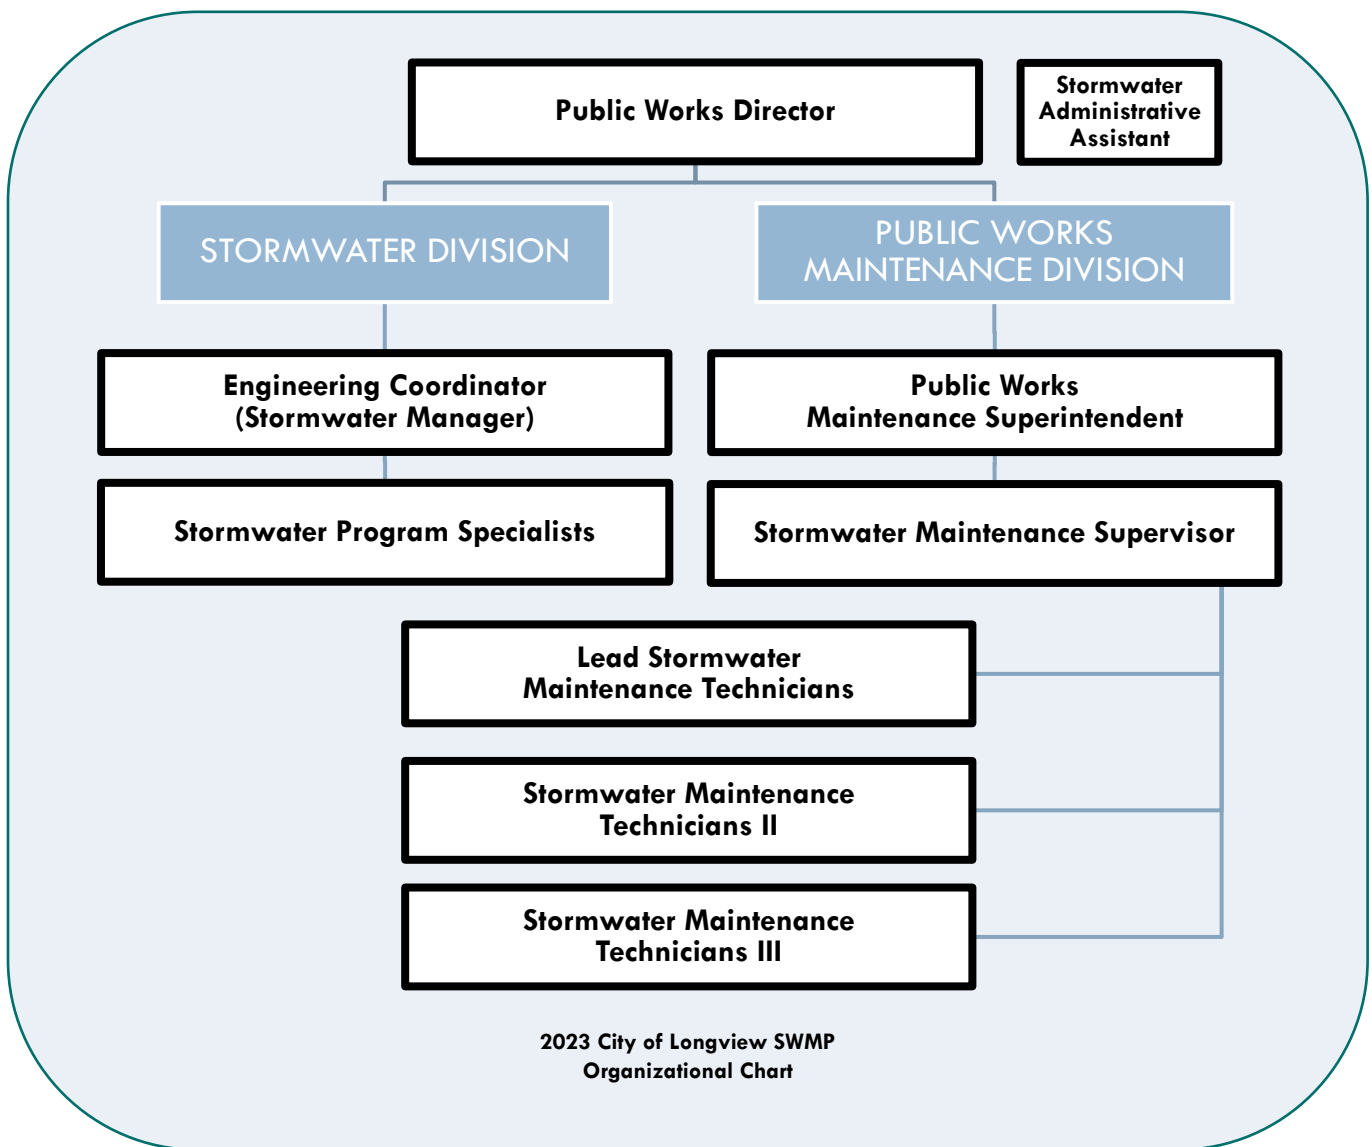 Public Works Director
Stormwater
Administrative
Assistant
STORMWATER DIVISION
PUBLIC WORKS
MAINTENANCE DIVISION
Engineering Coordinator
(Stormwater Manager)
Public Works
Maintenance Superintendent
Stormwater Program Specialists
Stormwater Maintenance Supervisor
Lead Stormwater
Maintenance Technicians
Stormwater Maintenance
Technicians II
Stormwater Maintenance
Technicians III
2023 City of Longview SWMP
Organizational Chart